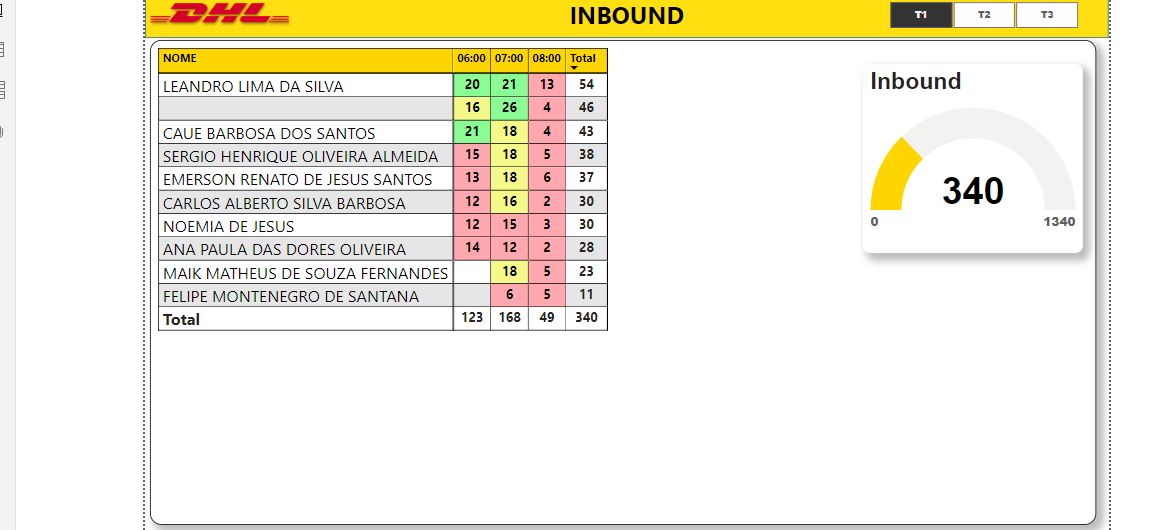 DHL
INBOUND
T1 T2 T3
NOME 06:00 07:00 08:00 Total
LEANDRO LIMA DA SILVA 20 21 13 54
16 26 4 46
CAUE BARBOSA DOS SANTOS 21 18 4 43
SERGIO HENRIQUE OLIVEIRA ALMEIDA 15 18 5 38
EMERSON RENATO DE JESUS SANTOS 13 18 6 37
CARLOS ALBERTO SILVA BARBOSA 12 16 2 30
NOEMIA DE JESUS 12 15 3 30
ANA PAULA DAS DORES OLIVEIRA 14 12 2 28
MAIK MATHEUS DE SOUZA FERNANDES 18 5 23
FELIPE MONTENEGRO DE SANTANA 6 5 11
Total 123 168 49 340
Inbound
340
0 1340